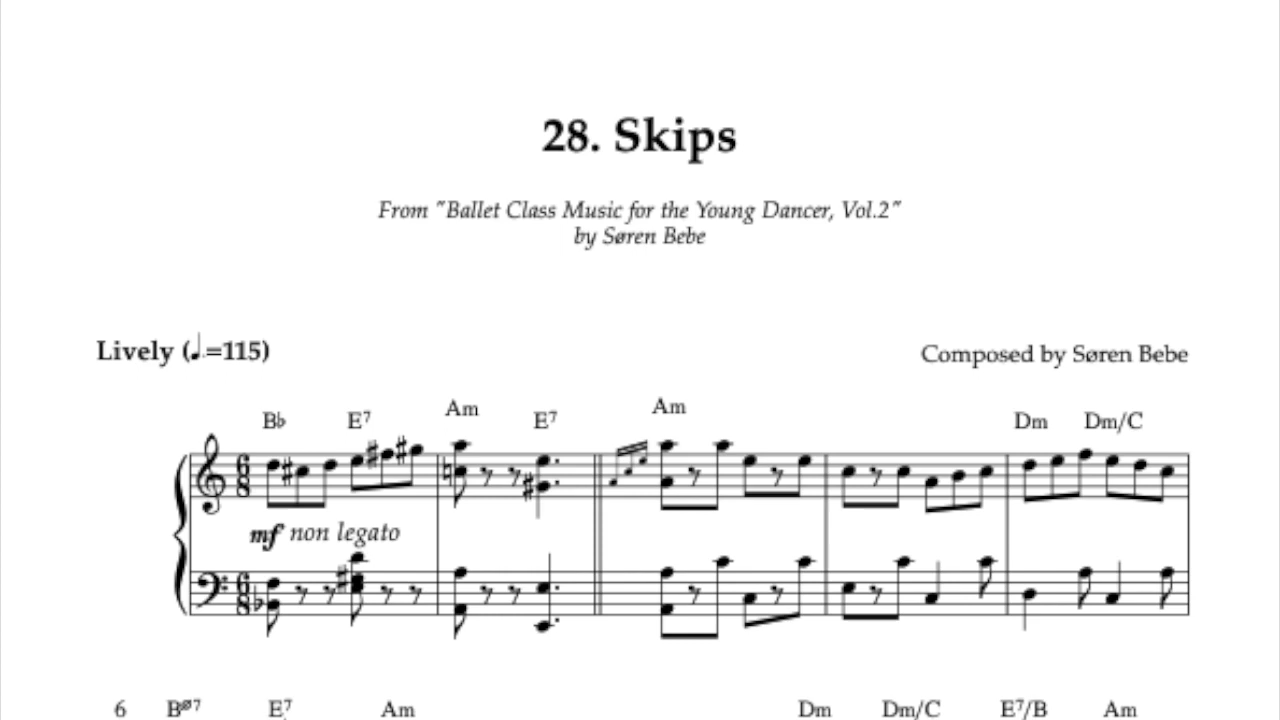 28. Skips
From "Ballet Class Music for the Young Dancer, Vol.2"
by Søren Bebe
Lively (♩.=115)
Composed by Søren Bebe
B♭ E7 Am E7 Am Dm Dm/C
mf non legato
6 Bø7 E7 Am Dm Dm/C E7/B Am